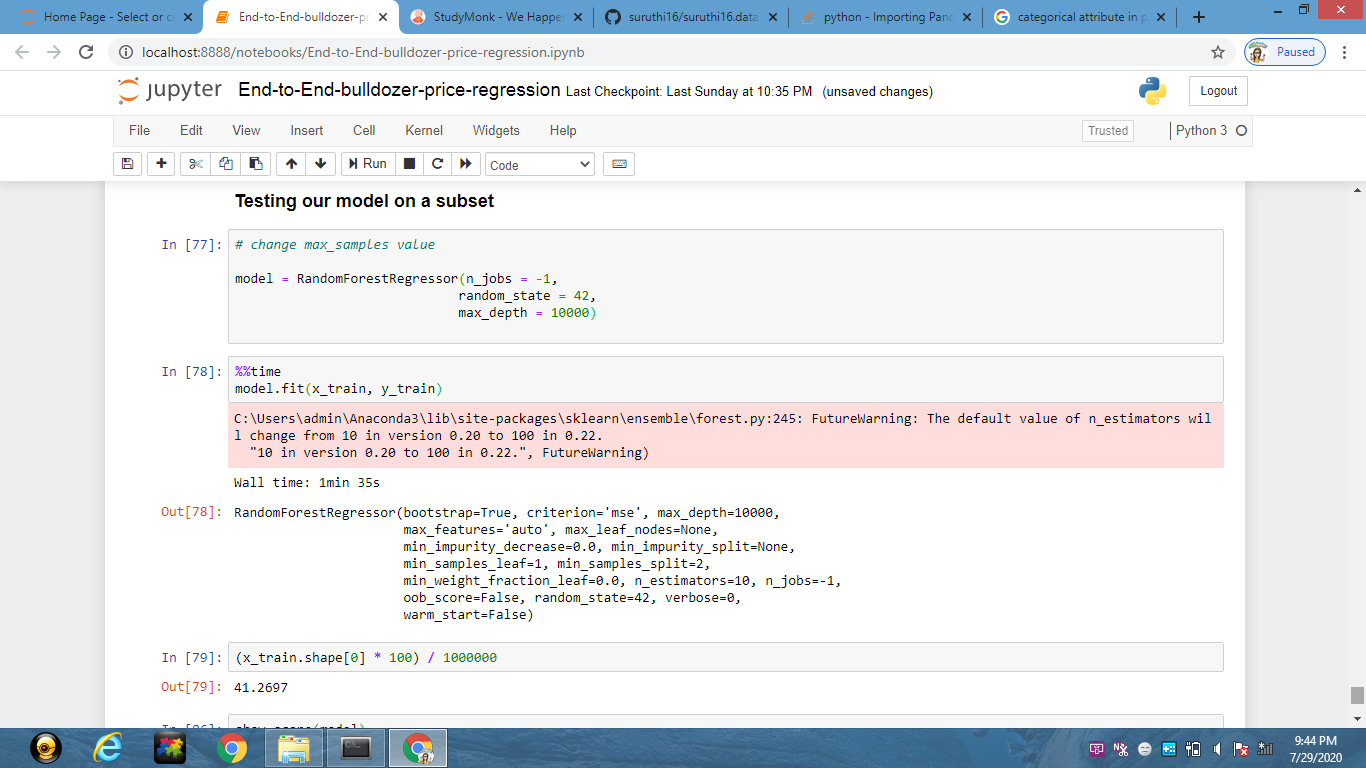 Home Page - Select or c
End-to-End-bulldozer-pr
StudyMonk - We Happe
suruthi16/suruthi16.data
python - Importing Pand
categorical attribute in p
localhost:8888/notebooks/End-to-End-bulldozer-price-regression.ipynb
Paused
jupyter End-to-End-bulldozer-price-regression Last Checkpoint: Last Sunday at 10:35 PM (unsaved changes)
Logout
File Edit View Insert Cell Kernel Widgets Help
Trusted
Python 3
Run
Code
Testing our model on a subset
In [77]: # change max_samples value
model = RandomForestRegressor(n_jobs = -1,
random_state = 42,
max_depth = 10000)
In [78]: %%time
model.fit(x_train, y_train)
C:\Users\admin\Anaconda3\lib\site-packages\sklearn\ensemble\forest.py:245: FutureWarning: The default value of n_estimators wil
l change from 10 in version 0.20 to 100 in 0.22.
"10 in version 0.20 to 100 in 0.22.", FutureWarning)
Wall time: 1min 35s
Out[78]: RandomForestRegressor(bootstrap=True, criterion='mse', max_depth=10000,
max_features='auto', max_leaf_nodes=None,
min_impurity_decrease=0.0, min_impurity_split=None,
min_samples_leaf=1, min_samples_split=2,
min_weight_fraction_leaf=0.0, n_estimators=10, n_jobs=-1,
oob_score=False, random_state=42, verbose=0,
warm_start=False)
In [79]: (x_train.shape[0] * 100) / 1000000
Out[79]: 41.2697
9:44 PM
7/29/2020